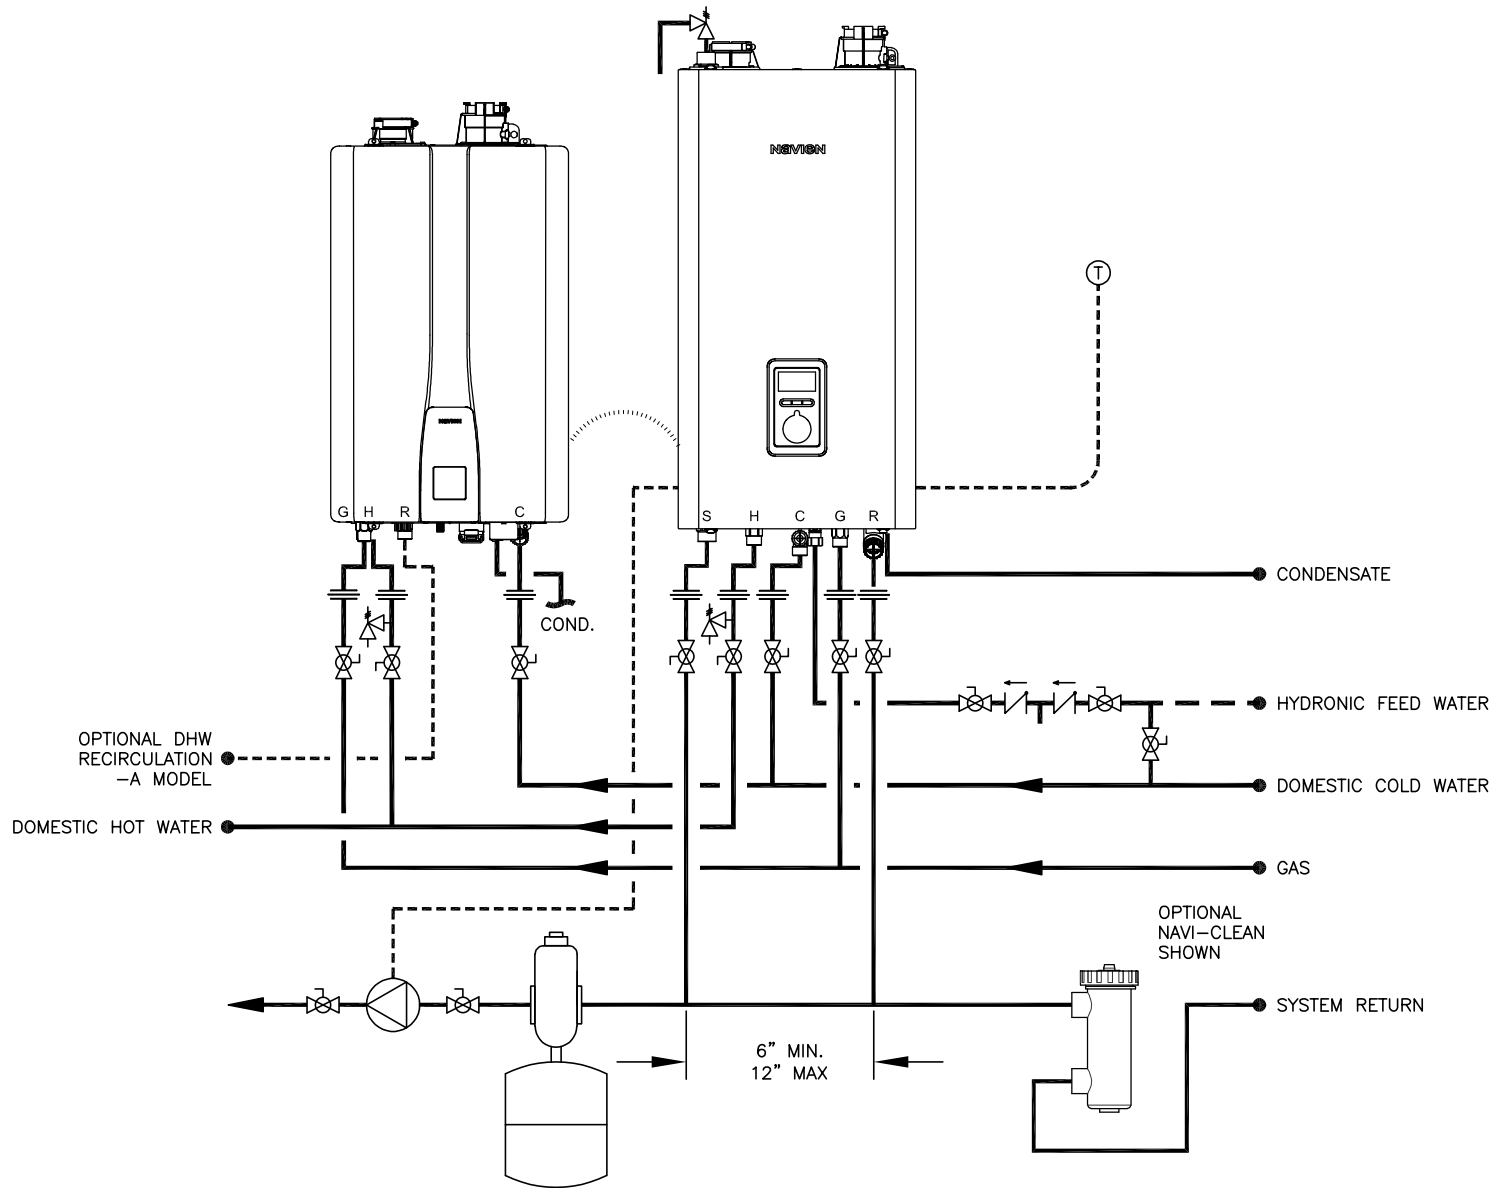 NAVIEN
T
NAVIEN
G H R C
S H C G R
CONDENSATE
COND.
HYDRONIC FEED WATER
OPTIONAL DHW
RECIRCULATION
-A MODEL
DOMESTIC COLD WATER
DOMESTIC HOT WATER
GAS
OPTIONAL
NAVI-CLEAN
SHOWN
SYSTEM RETURN
6” MIN.
12” MAX